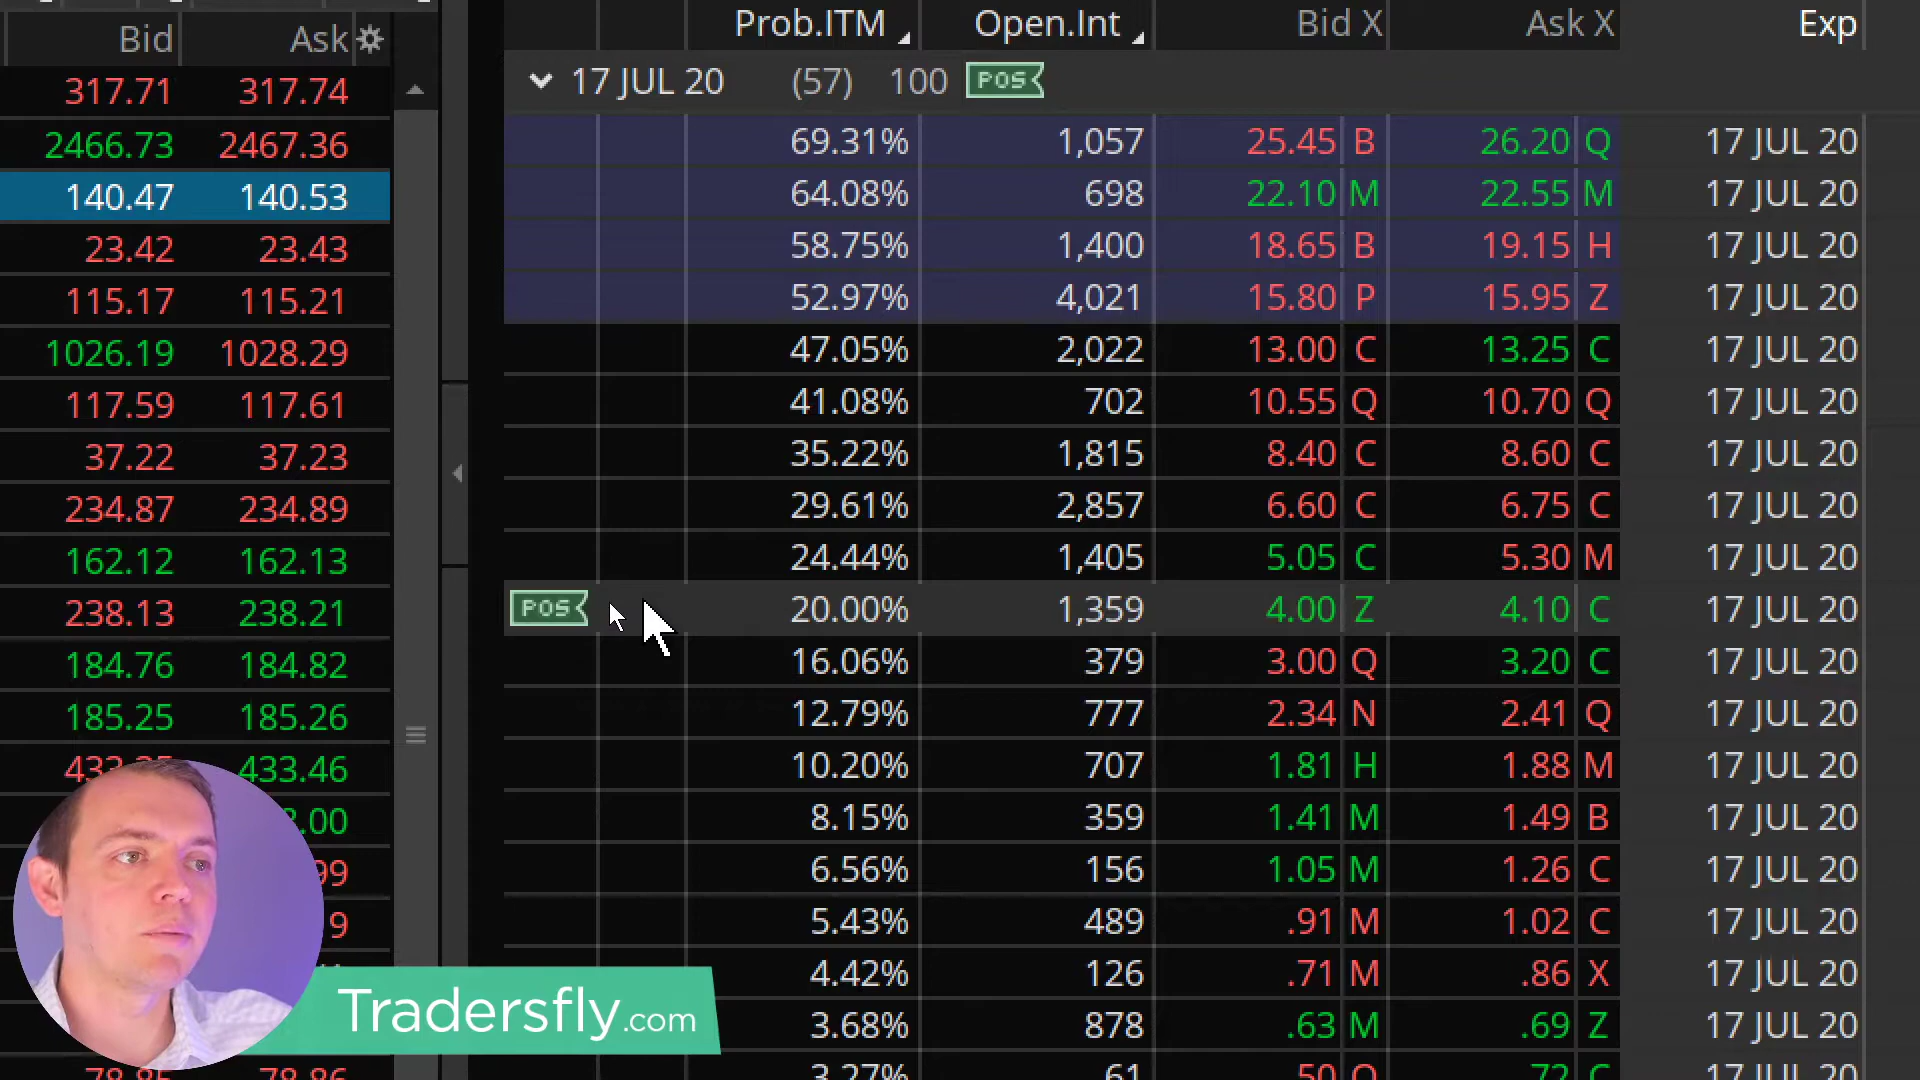 Bid Ask
317.71 317.74
2466.73 2467.36
140.47 140.53
23.42 23.43
115.17 115.21
1026.19 1028.29
117.59 117.61
37.22 37.23
234.87 234.89
162.12 162.13
238.13 238.21
184.76 184.82
185.25 185.26
433.46
.00
99
9
78.86
Prob.ITM Open.Int Bid X Ask X Exp
17 JUL 20 (57) 100 POS
69.31% 1,057 25.45 B 26.20 Q 17 JUL 20
64.08% 698 22.10 M 22.55 M 17 JUL 20
58.75% 1,400 18.65 B 19.15 H 17 JUL 20
52.97% 4,021 15.80 P 15.95 Z 17 JUL 20
47.05% 2,022 13.00 C 13.25 C 17 JUL 20
41.08% 702 10.55 Q 10.70 Q 17 JUL 20
35.22% 1,815 8.40 C 8.60 C 17 JUL 20
29.61% 2,857 6.60 C 6.75 C 17 JUL 20
24.44% 1,405 5.05 C 5.30 M 17 JUL 20
POS 20.00% 1,359 4.00 Z 4.10 C 17 JUL 20
16.06% 379 3.00 Q 3.20 C 17 JUL 20
12.79% 777 2.34 N 2.41 Q 17 JUL 20
10.20% 707 1.81 H 1.88 M 17 JUL 20
8.15% 359 1.41 M 1.49 B 17 JUL 20
6.56% 156 1.05 M 1.26 C 17 JUL 20
5.43% 489 .91 M 1.02 C 17 JUL 20
4.42% 126 .71 M .86 X 17 JUL 20
3.68% 878 .63 M .69 Z 17 JUL 20
3.27% 61 .50 Q .72 C 17 JUL 20
Tradersfly.com